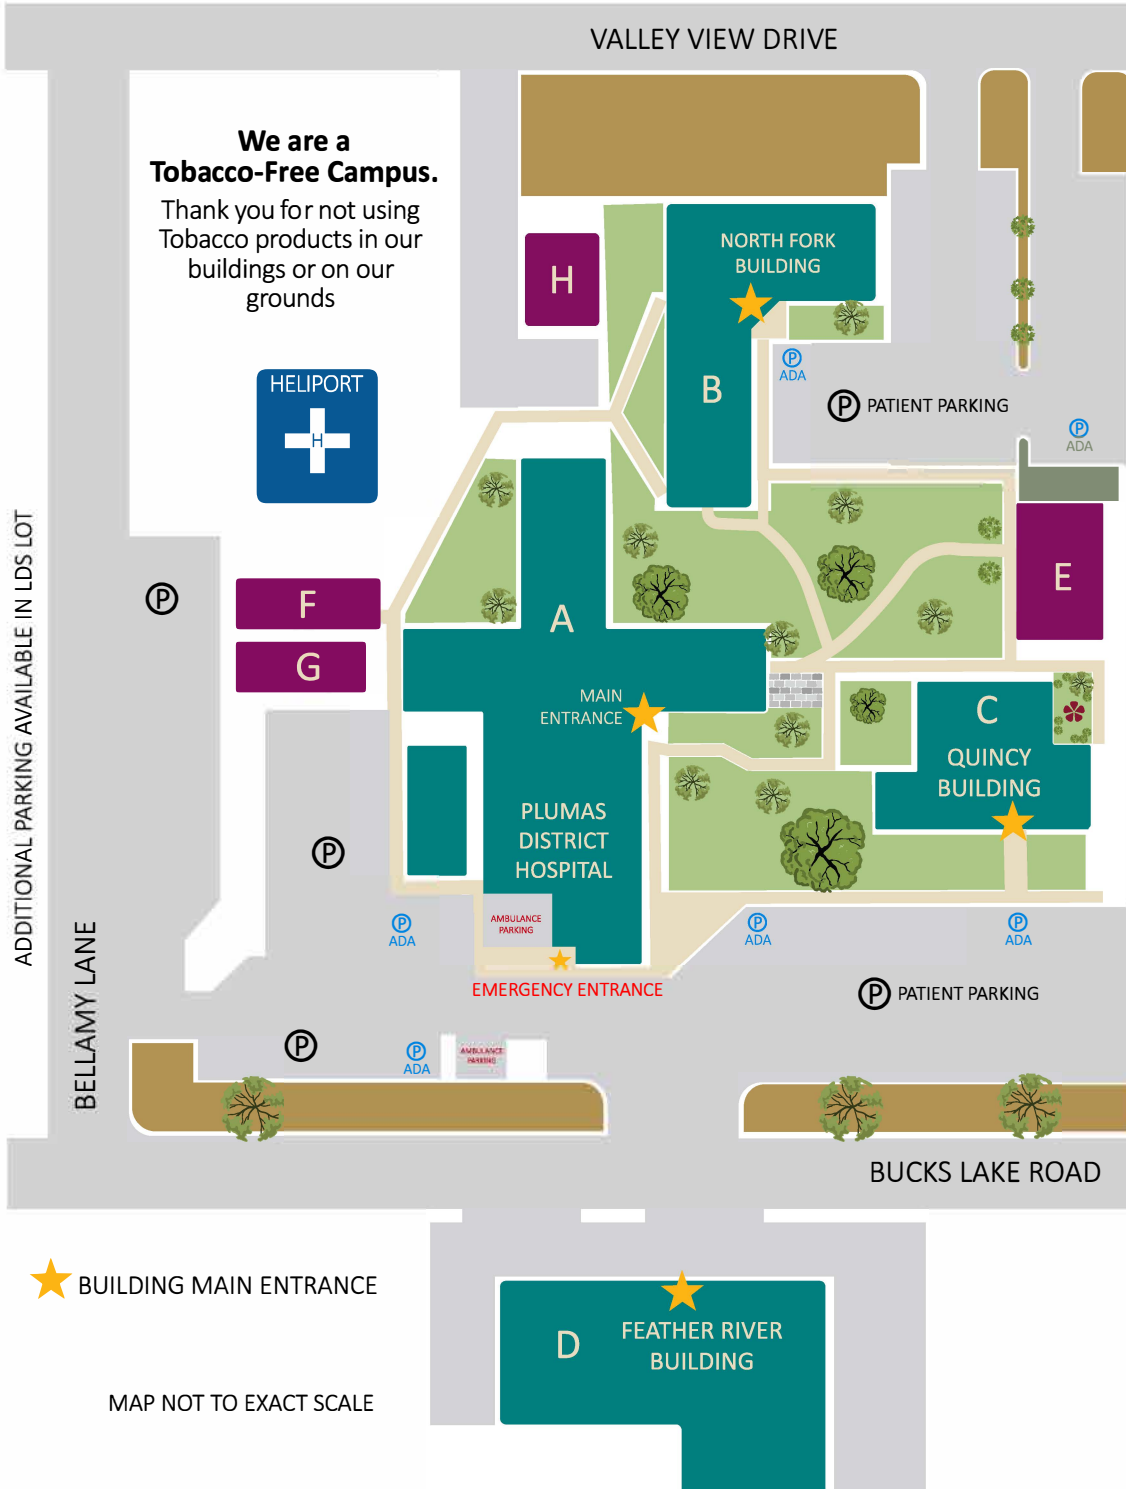 VALLEY VIEW DRIVE
We are a
Tobacco-Free Campus.
Thank you for not using
Tobacco products in our
buildings or on our
grounds
NORTH FORK
BUILDING
H
B
P
ADA
P PATIENT PARKING
P
ADA
HELIPORT
H
ADDITIONAL PARKING AVAILABLE IN LDS LOT
P
F
G
A
E
MAIN
ENTRANCE
C
QUINCY
BUILDING
PLUMAS
DISTRICT
HOSPITAL
P
AMBULANCE
PARKING
P
ADA
P
ADA
P
ADA
EMERGENCY ENTRANCE
P PATIENT PARKING
BELLAMY LANE
P
P
ADA
AMBULANCE
PARKING
BUCKS LAKE ROAD
BUILDING MAIN ENTRANCE
D
FEATHER RIVER
BUILDING
MAP NOT TO EXACT SCALE